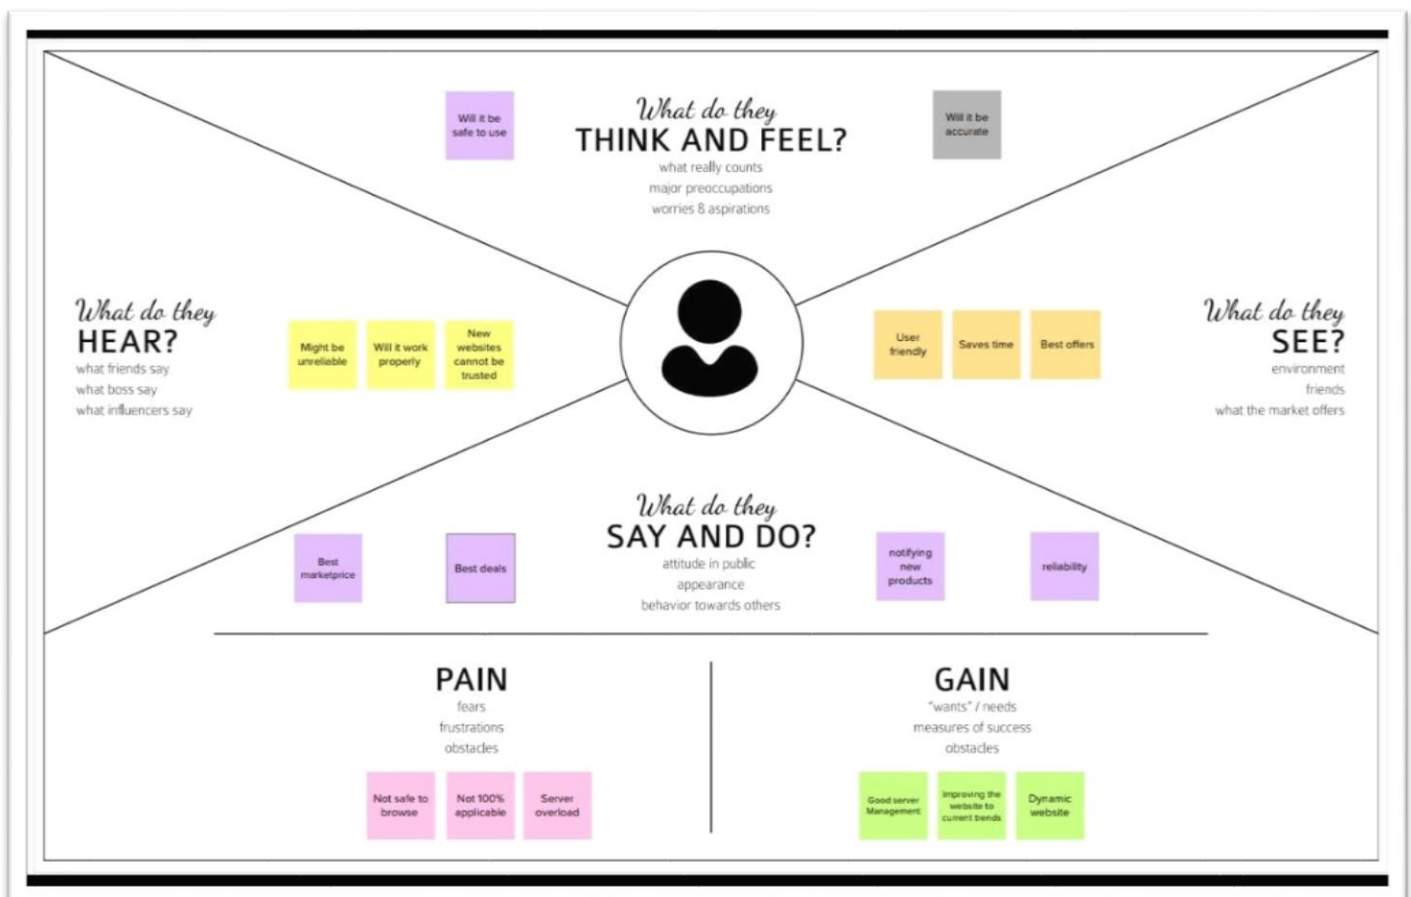 Will it be
safe to use
What do they
THINK AND FEEL?
what really counts
major preoccupations
worries & aspirations
Will it be
accurate
What do they
HEAR?
what friends say
what boss say
what influencers say
Might be
unreliable
Will it work
properly
New
websites
cannot be
trusted
User
friendly
Saves time
Best offers
What do they
SEE?
environment
friends
what the market offers
Best
marketprice
Best deals
What do they
SAY AND DO?
attitude in public
appearance
behavior towards others
notifying
new
products
reliability
PAIN
fears
frustrations
obstacles
Not safe to
browse
Not 100%
applicable
Server
overload
GAIN
"wants" / needs
measures of success
obstacles
Good server
Management
Improving the
website to
current trends
Dynamic
website